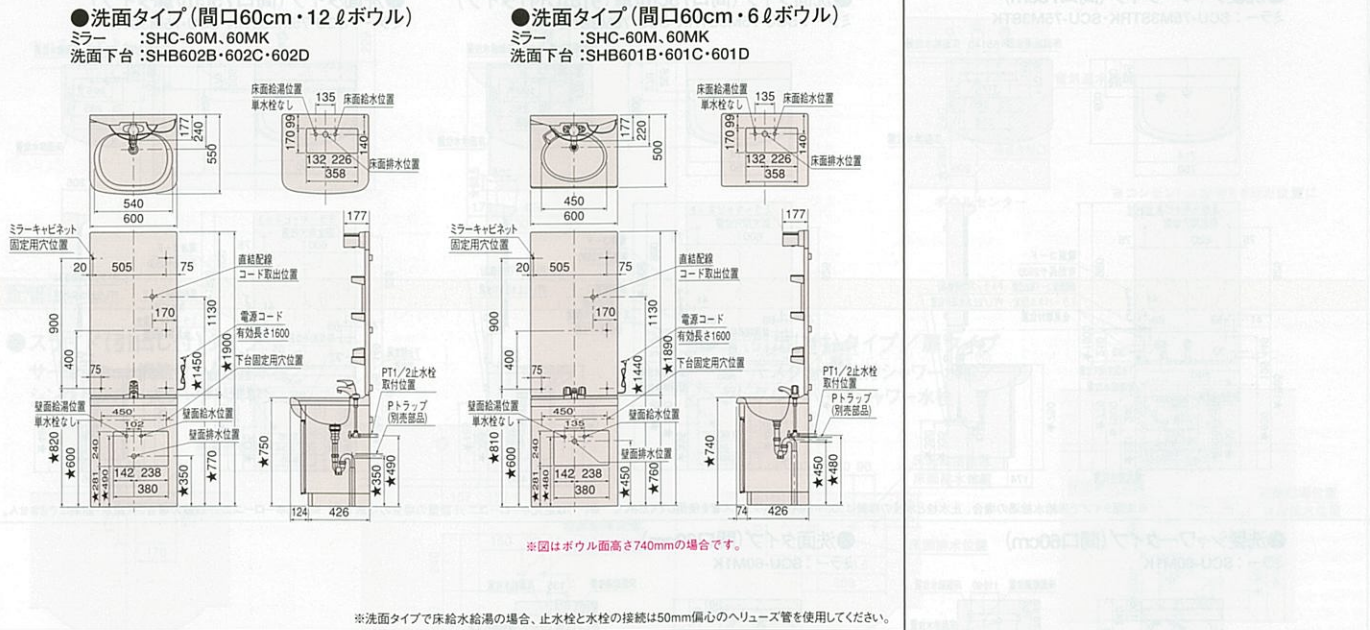 ●洗面タイプ(間口60cm・12ℓボウル)
ミラー　:SHC-60M、60MK
洗面下台:SHB602B・602C・602D
床面給湯位置
単水栓なし
135
床面給水位置
177
240
550
170
99
140
132 226
358
床面排水位置
540
600
177
ミラーキャビネット
固定用穴位置
20
505
75
直結配線
コード取出位置
170
1130
電源コード
有効長さ1600
900
400
★1450
★1900
下台固定用穴位置
75
PT1/2止水栓
取付位置
Pトラップ
(別売部品)
壁面給湯位置
単水栓なし
450
102
壁面給水位置
壁面排水位置
★820
★600
240
★281
★490
142 238
380
★350
★770
★750
★350
★490
124
426
●洗面タイプ(間口60cm・6ℓボウル)
ミラー　:SHC-60M、60MK
洗面下台:SHB601B・601C・601D
床面給湯位置
単水栓なし
135
床面給水位置
177
220
500
170
99
140
132 226
358
床面排水位置
450
600
177
ミラーキャビネット
固定用穴位置
20
505
75
直結配線
コード取出位置
170
1130
電源コード
有効長さ1600
900
400
★1440
★1890
下台固定用穴位置
75
PT1/2止水栓
取付位置
Pトラップ
(別売部品)
壁面給湯位置
単水栓なし
450
135
壁面給水位置
壁面排水位置
★810
★600
240
★281
★480
142 238
380
★450
★760
★740
★450
★480
74
426
※図はボウル面高さ740mmの場合です。
※洗面タイプで床給水給湯の場合、止水栓と水栓の接続は50mm偏心のヘリューズ管を使用してください。